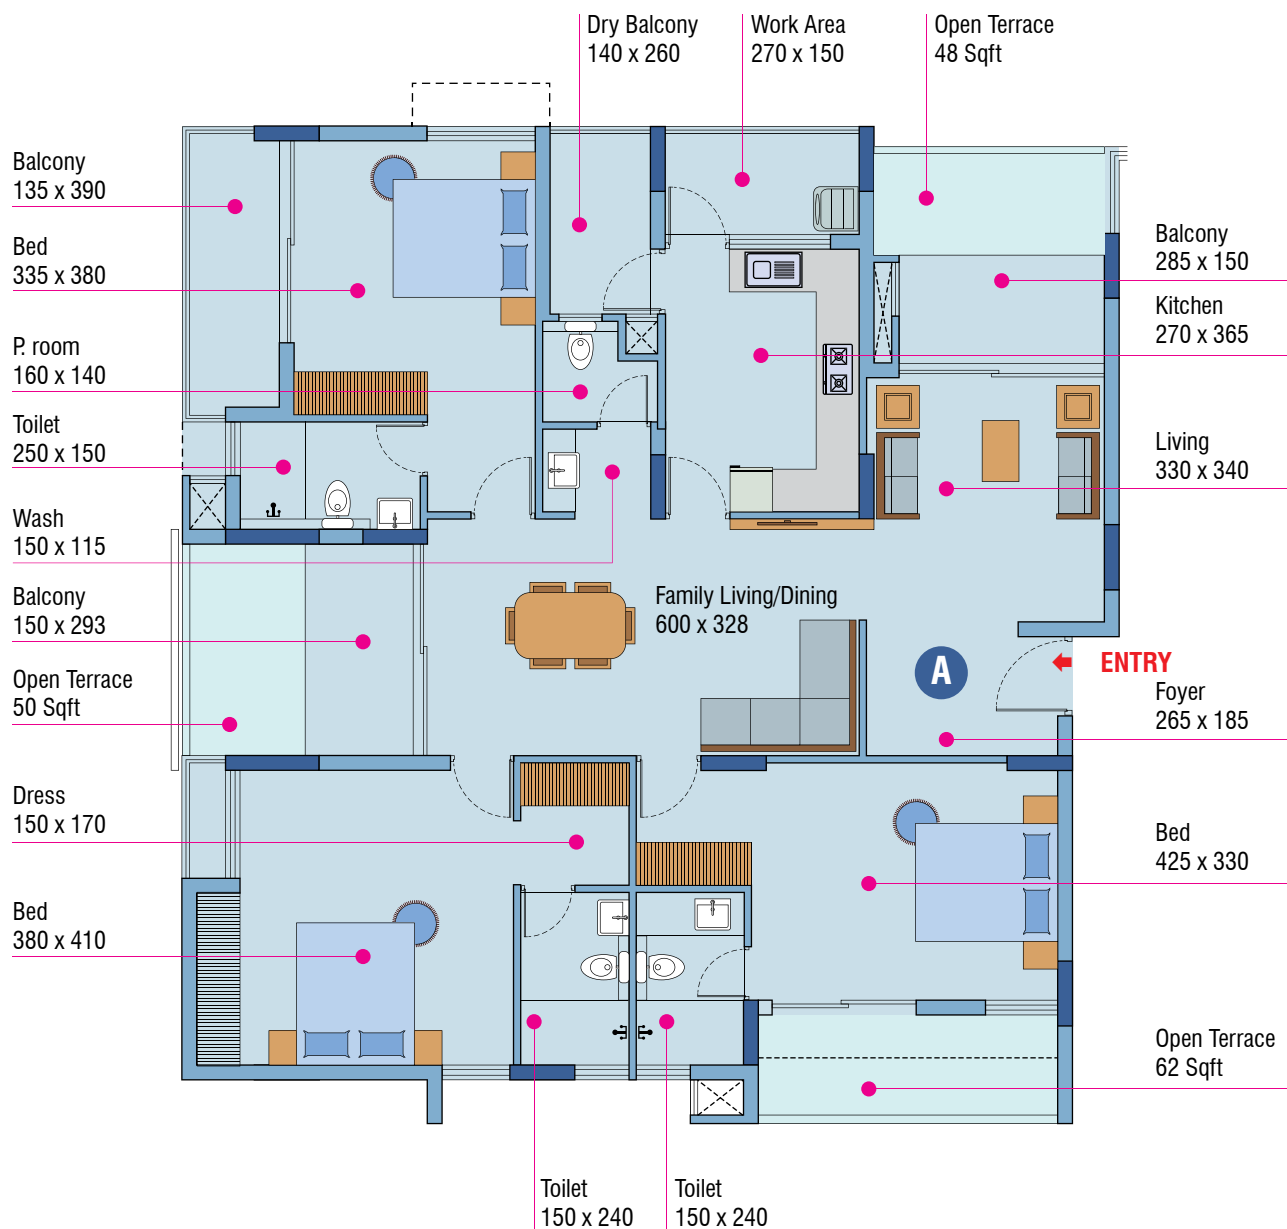 Dry Balcony
140 x 260
Work Area
270 x 150
Open Terrace
48 Sqft
Balcony
135 x 390
Bed
335 x 380
P. room
160 x 140
Toilet
250 x 150
Wash
150 x 115
Balcony
150 x 293
Open Terrace
50 Sqft
Dress
150 x 170
Bed
380 x 410
Family Living/Dining
600 x 328
A
Balcony
285 x 150
Kitchen
270 x 365
Living
330 x 340
ENTRY
Foyer
265 x 185
Bed
425 x 330
Open Terrace
62 Sqft
Toilet
150 x 240
Toilet
150 x 240